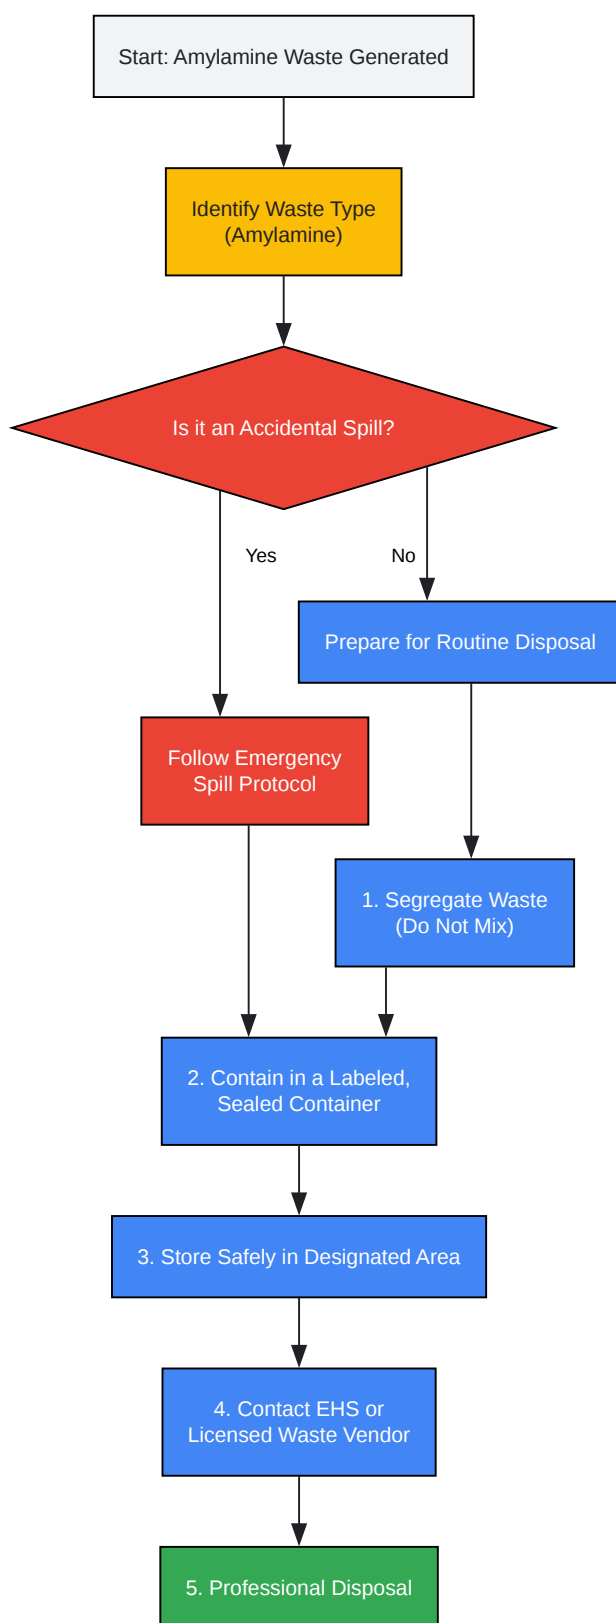 Start: Amylamine Waste Generated
Identify Waste Type
(Amylamine)
Is it an Accidental Spill?
Yes
No
Prepare for Routine Disposal
Follow Emergency
Spill Protocol
1. Segregate Waste
(Do Not Mix)
2. Contain in a Labeled,
Sealed Container
3. Store Safely in Designated Area
4. Contact EHS or
Licensed Waste Vendor
5. Professional Disposal